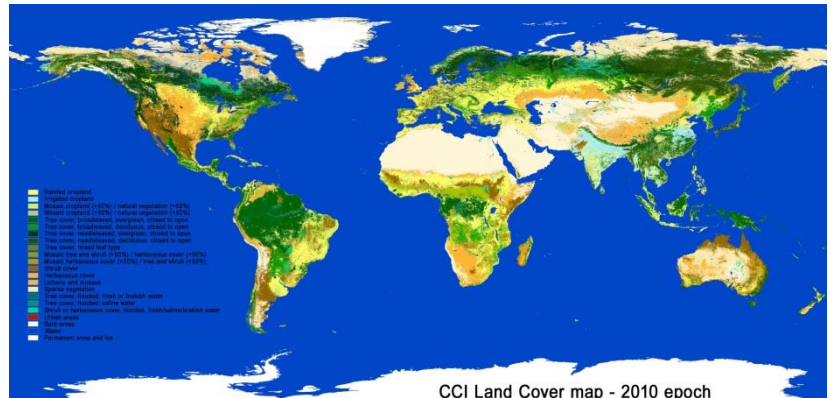 Rainfed cropland
Irrigated cropland
Mosaic cropland (>50%) / natural vegetation (<50%)
Mosaic cropland (<50%) / natural vegetation (>50%)
Tree cover, broadleaved, evergreen, closed to open
Tree cover, broadleaved, deciduous, closed to open
Tree cover, needleleaved, evergreen, closed to open
Tree cover, needleleaved, deciduous, closed to open
Tree cover, mixed leaf type
Mosaic tree and shrub (>50%) / herbaceous cover (<50%)
Mosaic herbaceous cover (>50%) / tree and shrub (<50%)
Shrub cover
Herbaceous cover
Lichens and mosses
Sparse vegetation
Tree cover, flooded, fresh or brakish water
Tree cover, flooded, saline water
Shrub or herbaceous cover, flooded, fresh/saline/brakish water
Urban areas
Bare areas
Water
Permanent snow and ice
CCI Land Cover map - 2010 epoch